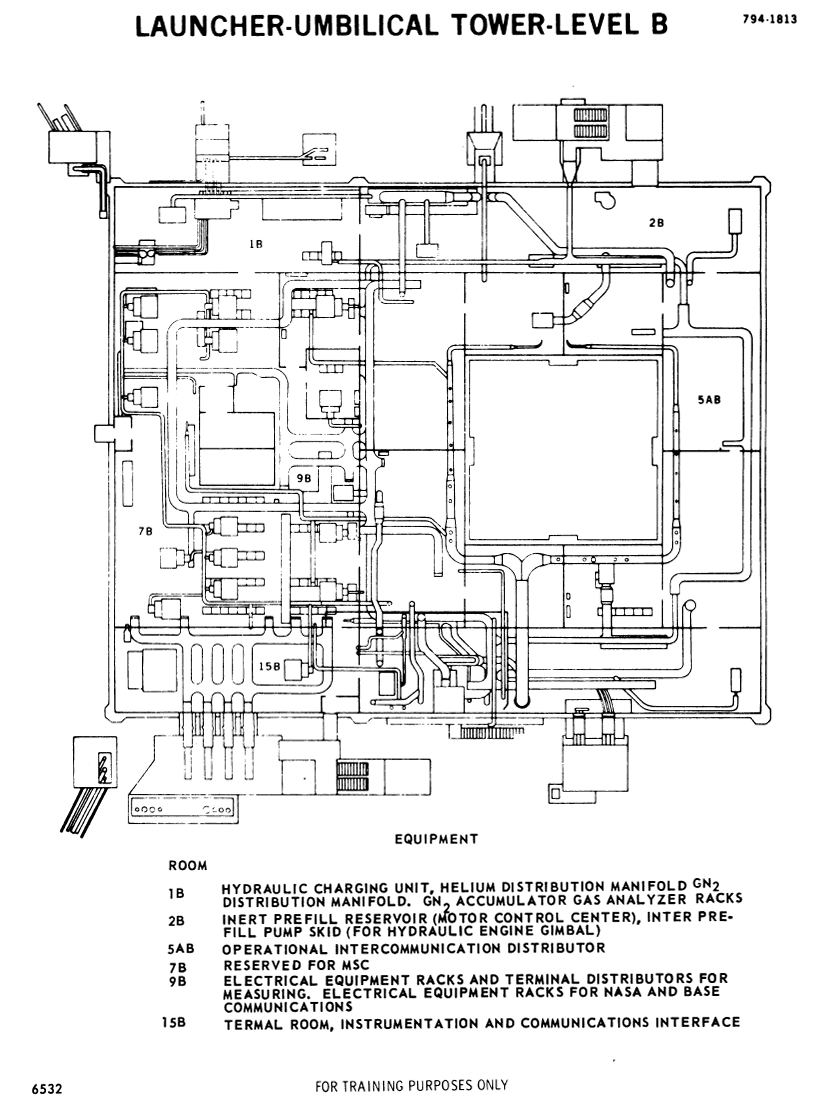 LAUNCHER-UMBILICAL TOWER-LEVEL B
794-1813
1B
2B
5AB
9B
7B
15B
EQUIPMENT
ROOM
1B HYDRAULIC CHARGING UNIT, HELIUM DISTRIBUTION MANIFOLD GN2
DISTRIBUTION MANIFOLD. GN2 ACCUMULATOR GAS ANALYZER RACKS
2B INERT PREFILL RESERVOIR (MOTOR CONTROL CENTER), INTER PRE-
FILL PUMP SKID (FOR HYDRAULIC ENGINE GIMBAL)
5AB OPERATIONAL INTERCOMMUNICATION DISTRIBUTOR
7B RESERVED FOR MSC
9B ELECTRICAL EQUIPMENT RACKS AND TERMINAL DISTRIBUTORS FOR
MEASURING. ELECTRICAL EQUIPMENT RACKS FOR NASA AND BASE
COMMUNICATIONS
15B TERMAL ROOM, INSTRUMENTATION AND COMMUNICATIONS INTERFACE
6532
FOR TRAINING PURPOSES ONLY